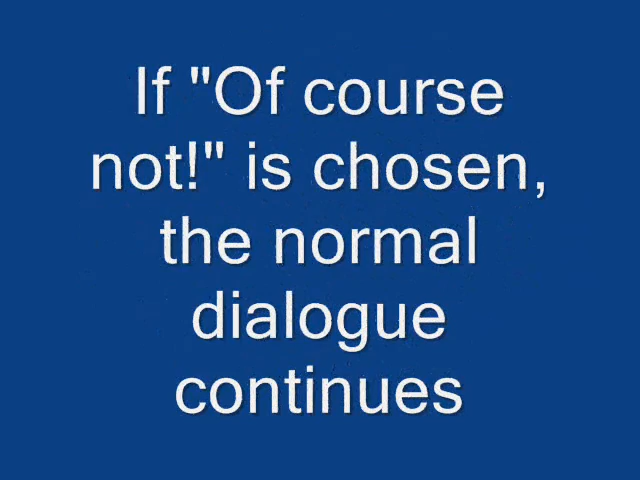 If "Of course
not!" is chosen,
the normal
dialogue
continues